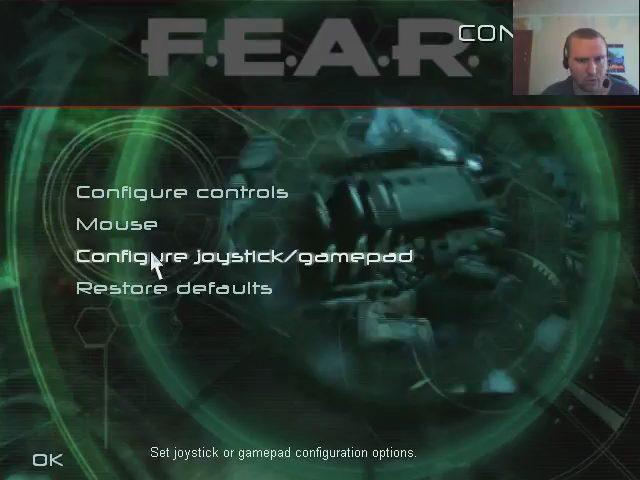 F.E.A.R.
CON
Configure controls
Mouse
Configure joystick/gamepad
Restore defaults
OK
Set joystick or gamepad configuration options.